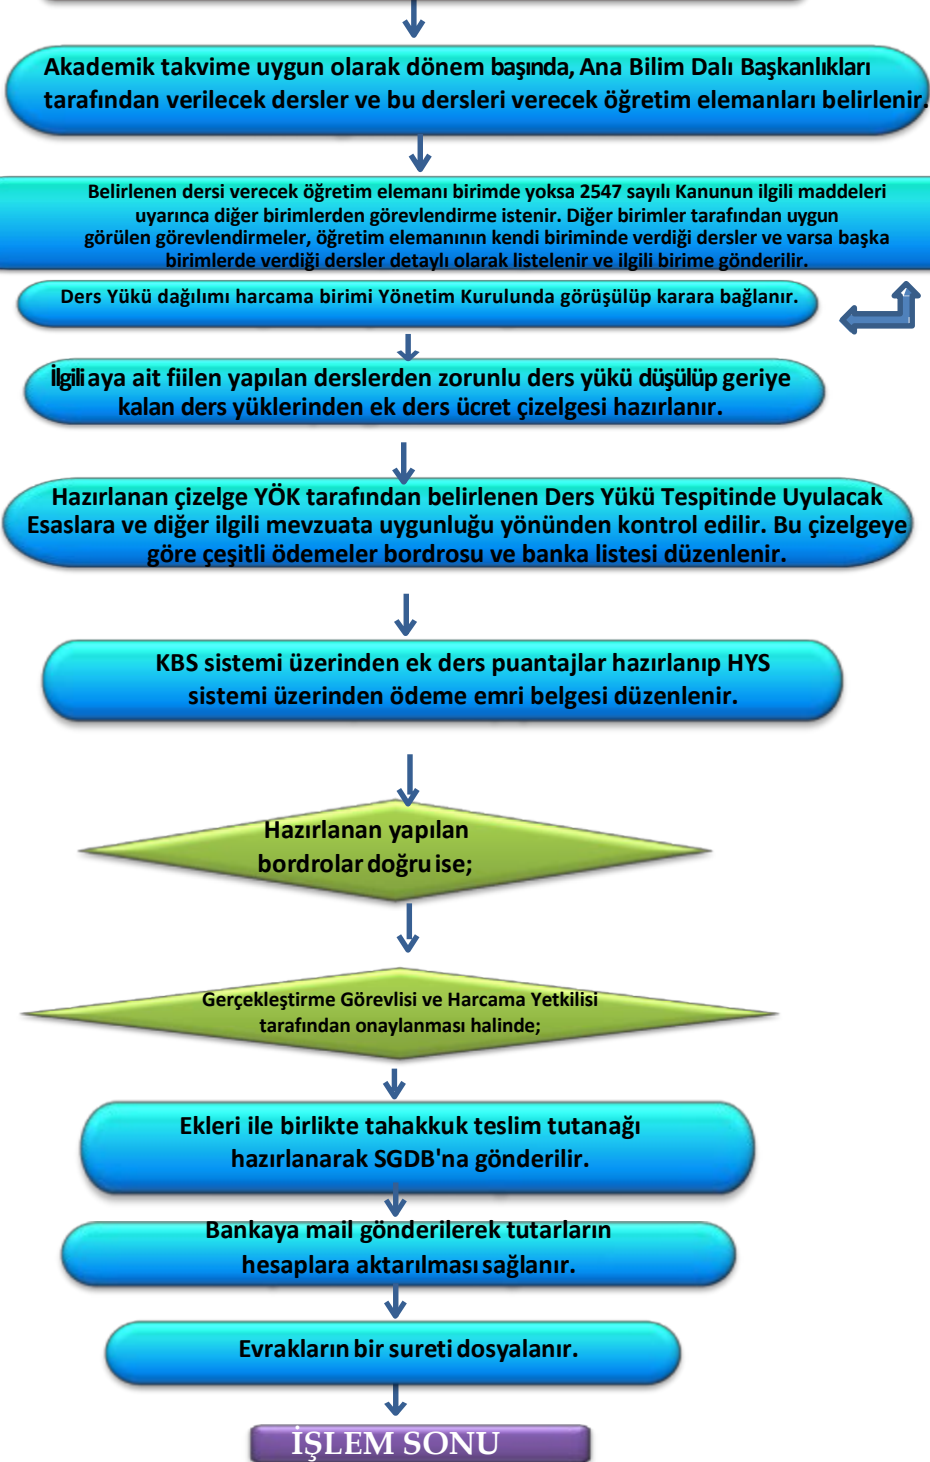 Akademik takvime uygun olarak dönem başında, Ana Bilim Dalı Başkanlıkları
tarafından verilecek dersler ve bu dersleri verecek öğretim elemanları belirlenir.
Belirlenen dersi verecek öğretim elemanı birimde yoksa 2547 sayılı Kanunun ilgili maddeleri
uyarınca diğer birimlerden görevlendirme istenir. Diğer birimler tarafından uygun
görülen görevlendirmeler, öğretim elemanının kendi biriminde verdiği dersler ve varsa başka
birimlerde verdiği dersler detaylı olarak listelenir ve ilgili birime gönderilir.
Ders Yükü dağılımı harcama birimi Yönetim Kurulunda görüşülüp karara bağlanır.
İlgili aya ait fiilen yapılan derslerden zorunlu ders yükü düşülüp geriye
kalan ders yüklerinden ek ders ücret çizelgesi hazırlanır.
Hazırlanan çizelge YÖK tarafından belirlenen Ders Yükü Tespitinde Uyulacak
Esaslara ve diğer ilgili mevzuata uygunluğu yönünden kontrol edilir. Bu çizelgeye
göre çeşitli ödemeler bordrosu ve banka listesi düzenlenir.
KBS sistemi üzerinden ek ders puantajlar hazırlanıp HYS
sistemi üzerinden ödeme emri belgesi düzenlenir.
Hazırlanan yapılan
bordrolar doğru ise;
Gerçekleştirme Görevlisi ve Harcama Yetkilisi
tarafından onaylanması halinde;
Ekleri ile birlikte tahakkuk teslim tutanağı
hazırlanarak SGDB'na gönderilir.
Bankaya mail gönderilerek tutarların
hesaplara aktarılması sağlanır.
Evrakların bir sureti dosyalanır.
İŞLEM SONU